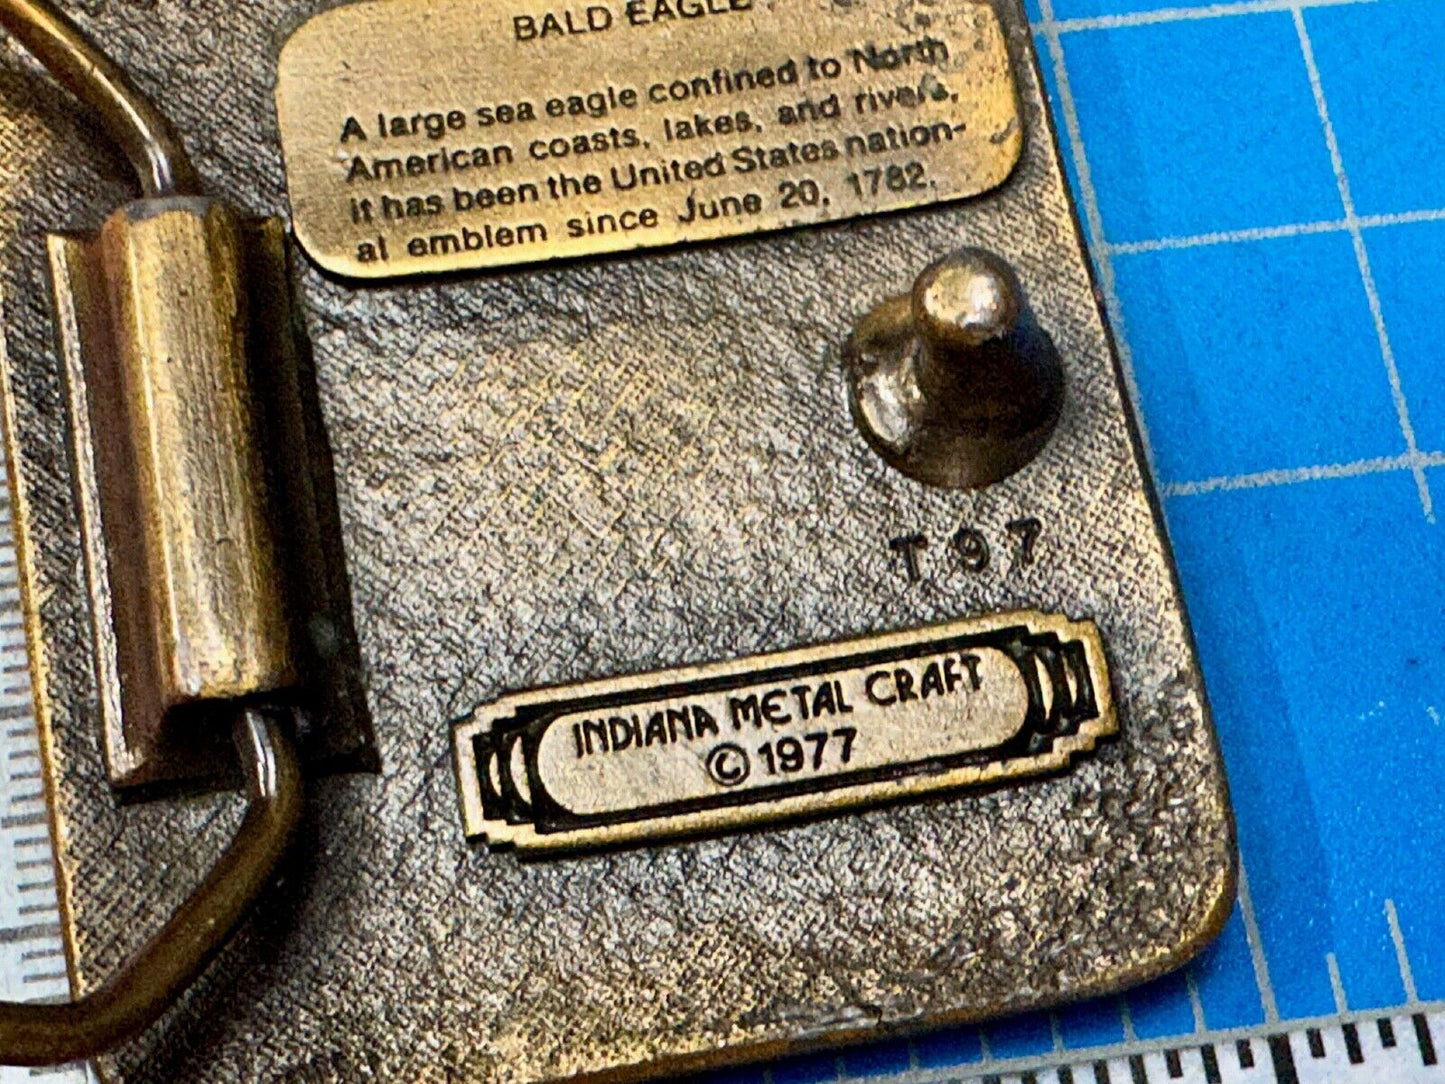 BALD EAGLE
A large sea eagle confined to North
American coasts, lakes, and rivers,
it has been the United States nation-
al emblem since June 20, 1782.
T97
INDIANA METAL CRAFT
©1977